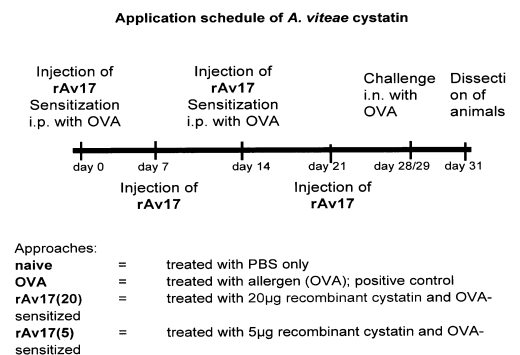 Application schedule of A. viteae cystatin
Injection of
rAv17
Sensitization
i.p. with OVA
Injection of
rAv17
Sensitization
i.p. with OVA
Challenge
i.n. with
OVA
Dissecti
on of
animals
day 0
day 7
day 14
day 21
day 28/29
day 31
Injection of
rAv17
Injection of
rAv17
Approaches:
naive = treated with PBS only
OVA = treated with allergen (OVA); positive control
rAv17(20) = treated with 20µg recombinant cystatin and OVA-
sensitized
rAv17(5) = treated with 5µg recombinant cystatin and OVA-
sensitized